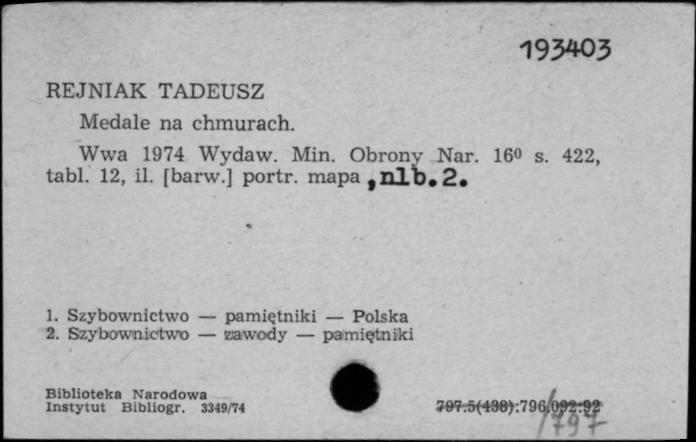 193403
REJNIAK TADEUSZ
Medale na chmurach.
Wwa 1974 Wydaw. Min. Obrony Nar. 16⁰ s. 422,
tabl. 12, il. [barw.] portr. mapa ,nlb.2.
1. Szybownictwo — pamiętniki — Polska
2. Szybownictwo — zawody — pamiętniki
Biblioteka Narodowa
Instytut Bibliogr. 3349/74
797.5(438):796.092:92
/797